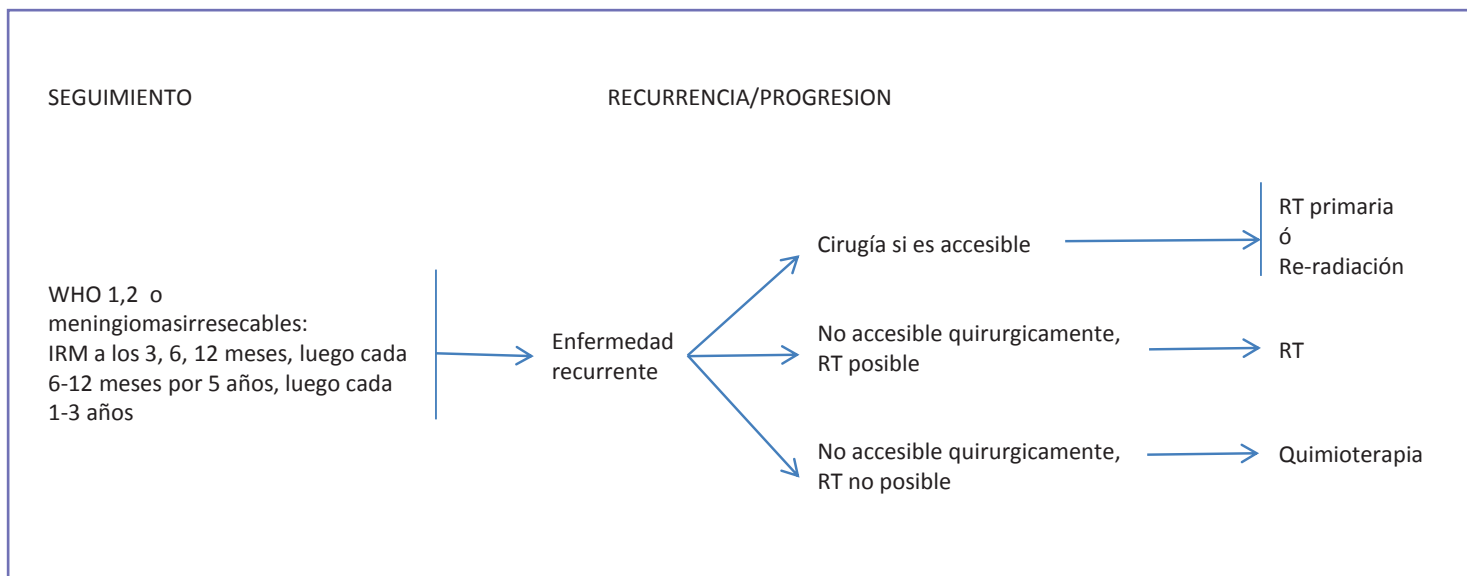 SEGUIMIENTO
RECURRENCIA/PROGRESION
WHO 1,2 o
meningiomasirresecables:
IRM a los 3, 6, 12 meses, luego cada
6-12 meses por 5 años, luego cada
1-3 años
Enfermedad
recurrente
Cirugía si es accesible
RT primaria
ó
Re-radiación
No accesible quirurgicamente,
RT posible
RT
No accesible quirurgicamente,
RT no posible
Quimioterapia